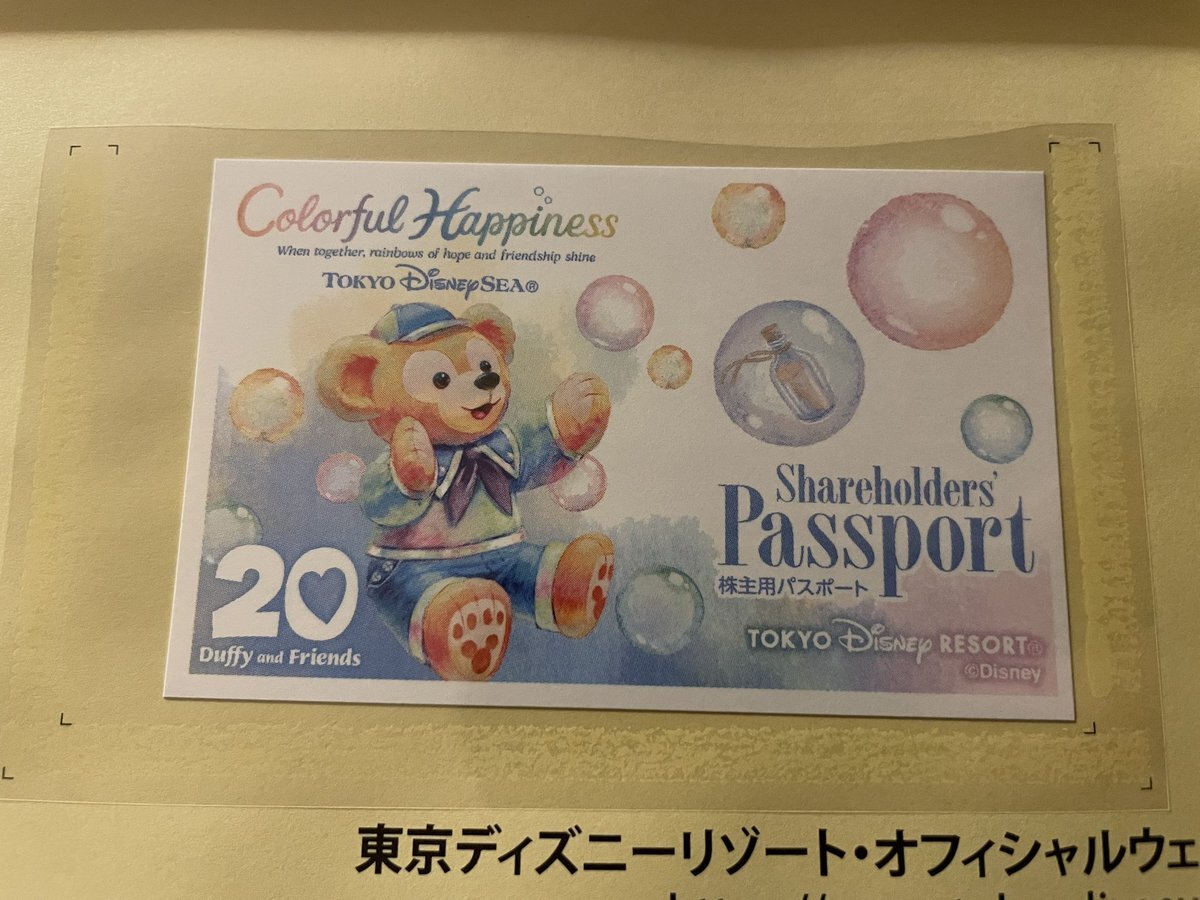 Colorful Happiness
When together, rainbows of hope and friendship shine
TOKYO DISNEYSEA®
20
Duffy and Friends
Shareholders'
Passport
株主用パスポート
TOKYO DISNEY RESORT®
©Disney
東京ディズニーリゾート・オフィシャルウェ